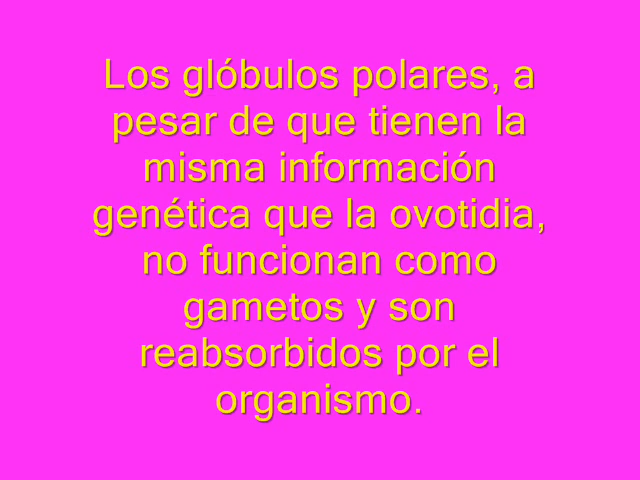 Los glóbulos polares, a
pesar de que tienen la
misma información
genética que la ovotidia,
no funcionan como
gametos y son
reabsorbidos por el
organismo.